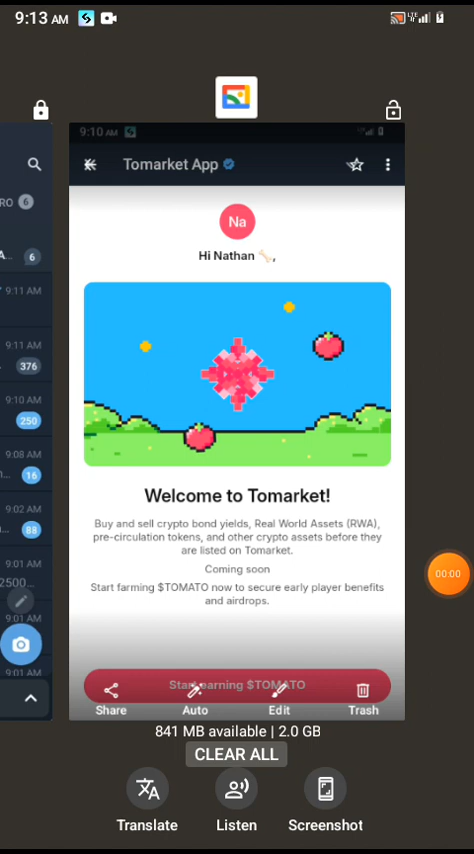 9:13 AM
LTE
9:10 AM
Tomarket App
RO 6
A... 6
Na
Hi Nathan 🦴,
9:11 AM
9:11 AM
376
9:10 AM
250
9:08 AM
16
9:02 AM
88
9:01 AM
2500...
9:01 AM
9:01 AM
Welcome to Tomarket!
Buy and sell crypto bond yields, Real World Assets (RWA),
pre-circulation tokens, and other crypto assets before they
are listed on Tomarket.
Coming soon
Start farming $TOMATO now to secure early player benefits
and airdrops.
00:00
Start earning $TOMATO
Share Auto Edit Trash
841 MB available | 2.0 GB
CLEAR ALL
Translate Listen Screenshot